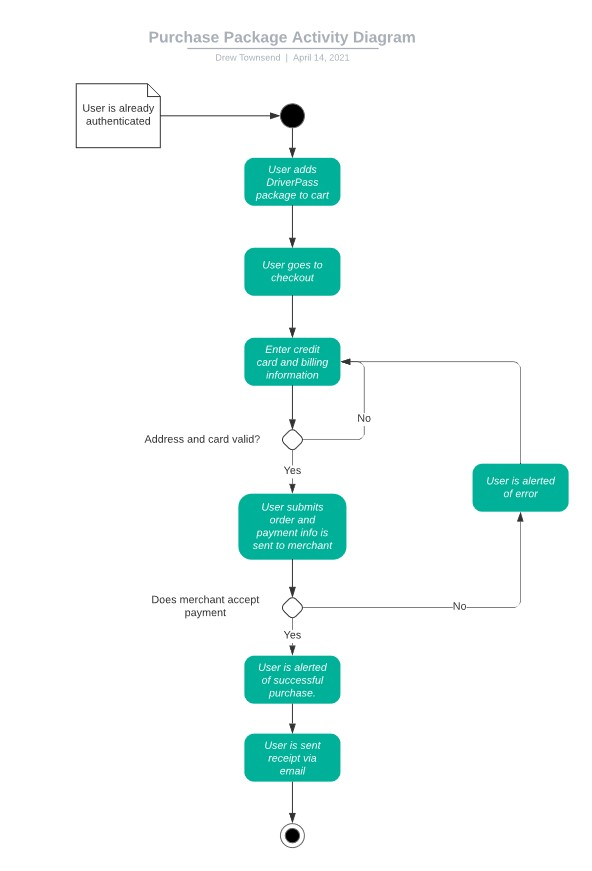 Purchase Package Activity Diagram
Drew Townsend | April 14, 2021
User is already
authenticated
User adds
DriverPass
package to cart
User goes to
checkout
Enter credit
card and billing
information
No
Address and card valid?
Yes
User is alerted
of error
User submits
order and
payment info is
sent to merchant
Does merchant accept
payment
No
Yes
User is alerted
of successful
purchase.
User is sent
receipt via
email